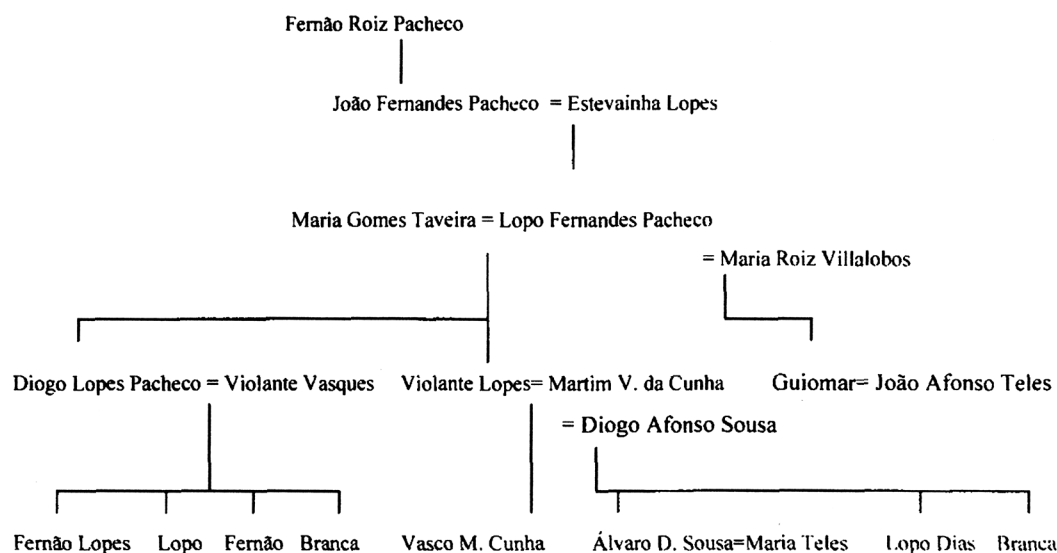 Fernão Roiz Pacheco
João Fernandes Pacheco = Estevainha Lopes
Maria Gomes Taveira = Lopo Fernandes Pacheco
= Maria Roiz Villalobos
Diogo Lopes Pacheco = Violante Vasques Violante Lopes= Martim V. da Cunha Guiomar= João Afonso Teles
= Diogo Afonso Sousa
Fernão Lopes Lopo Fernão Branca Vasco M. Cunha Álvaro D. Sousa=Maria Teles Lopo Dias Branca